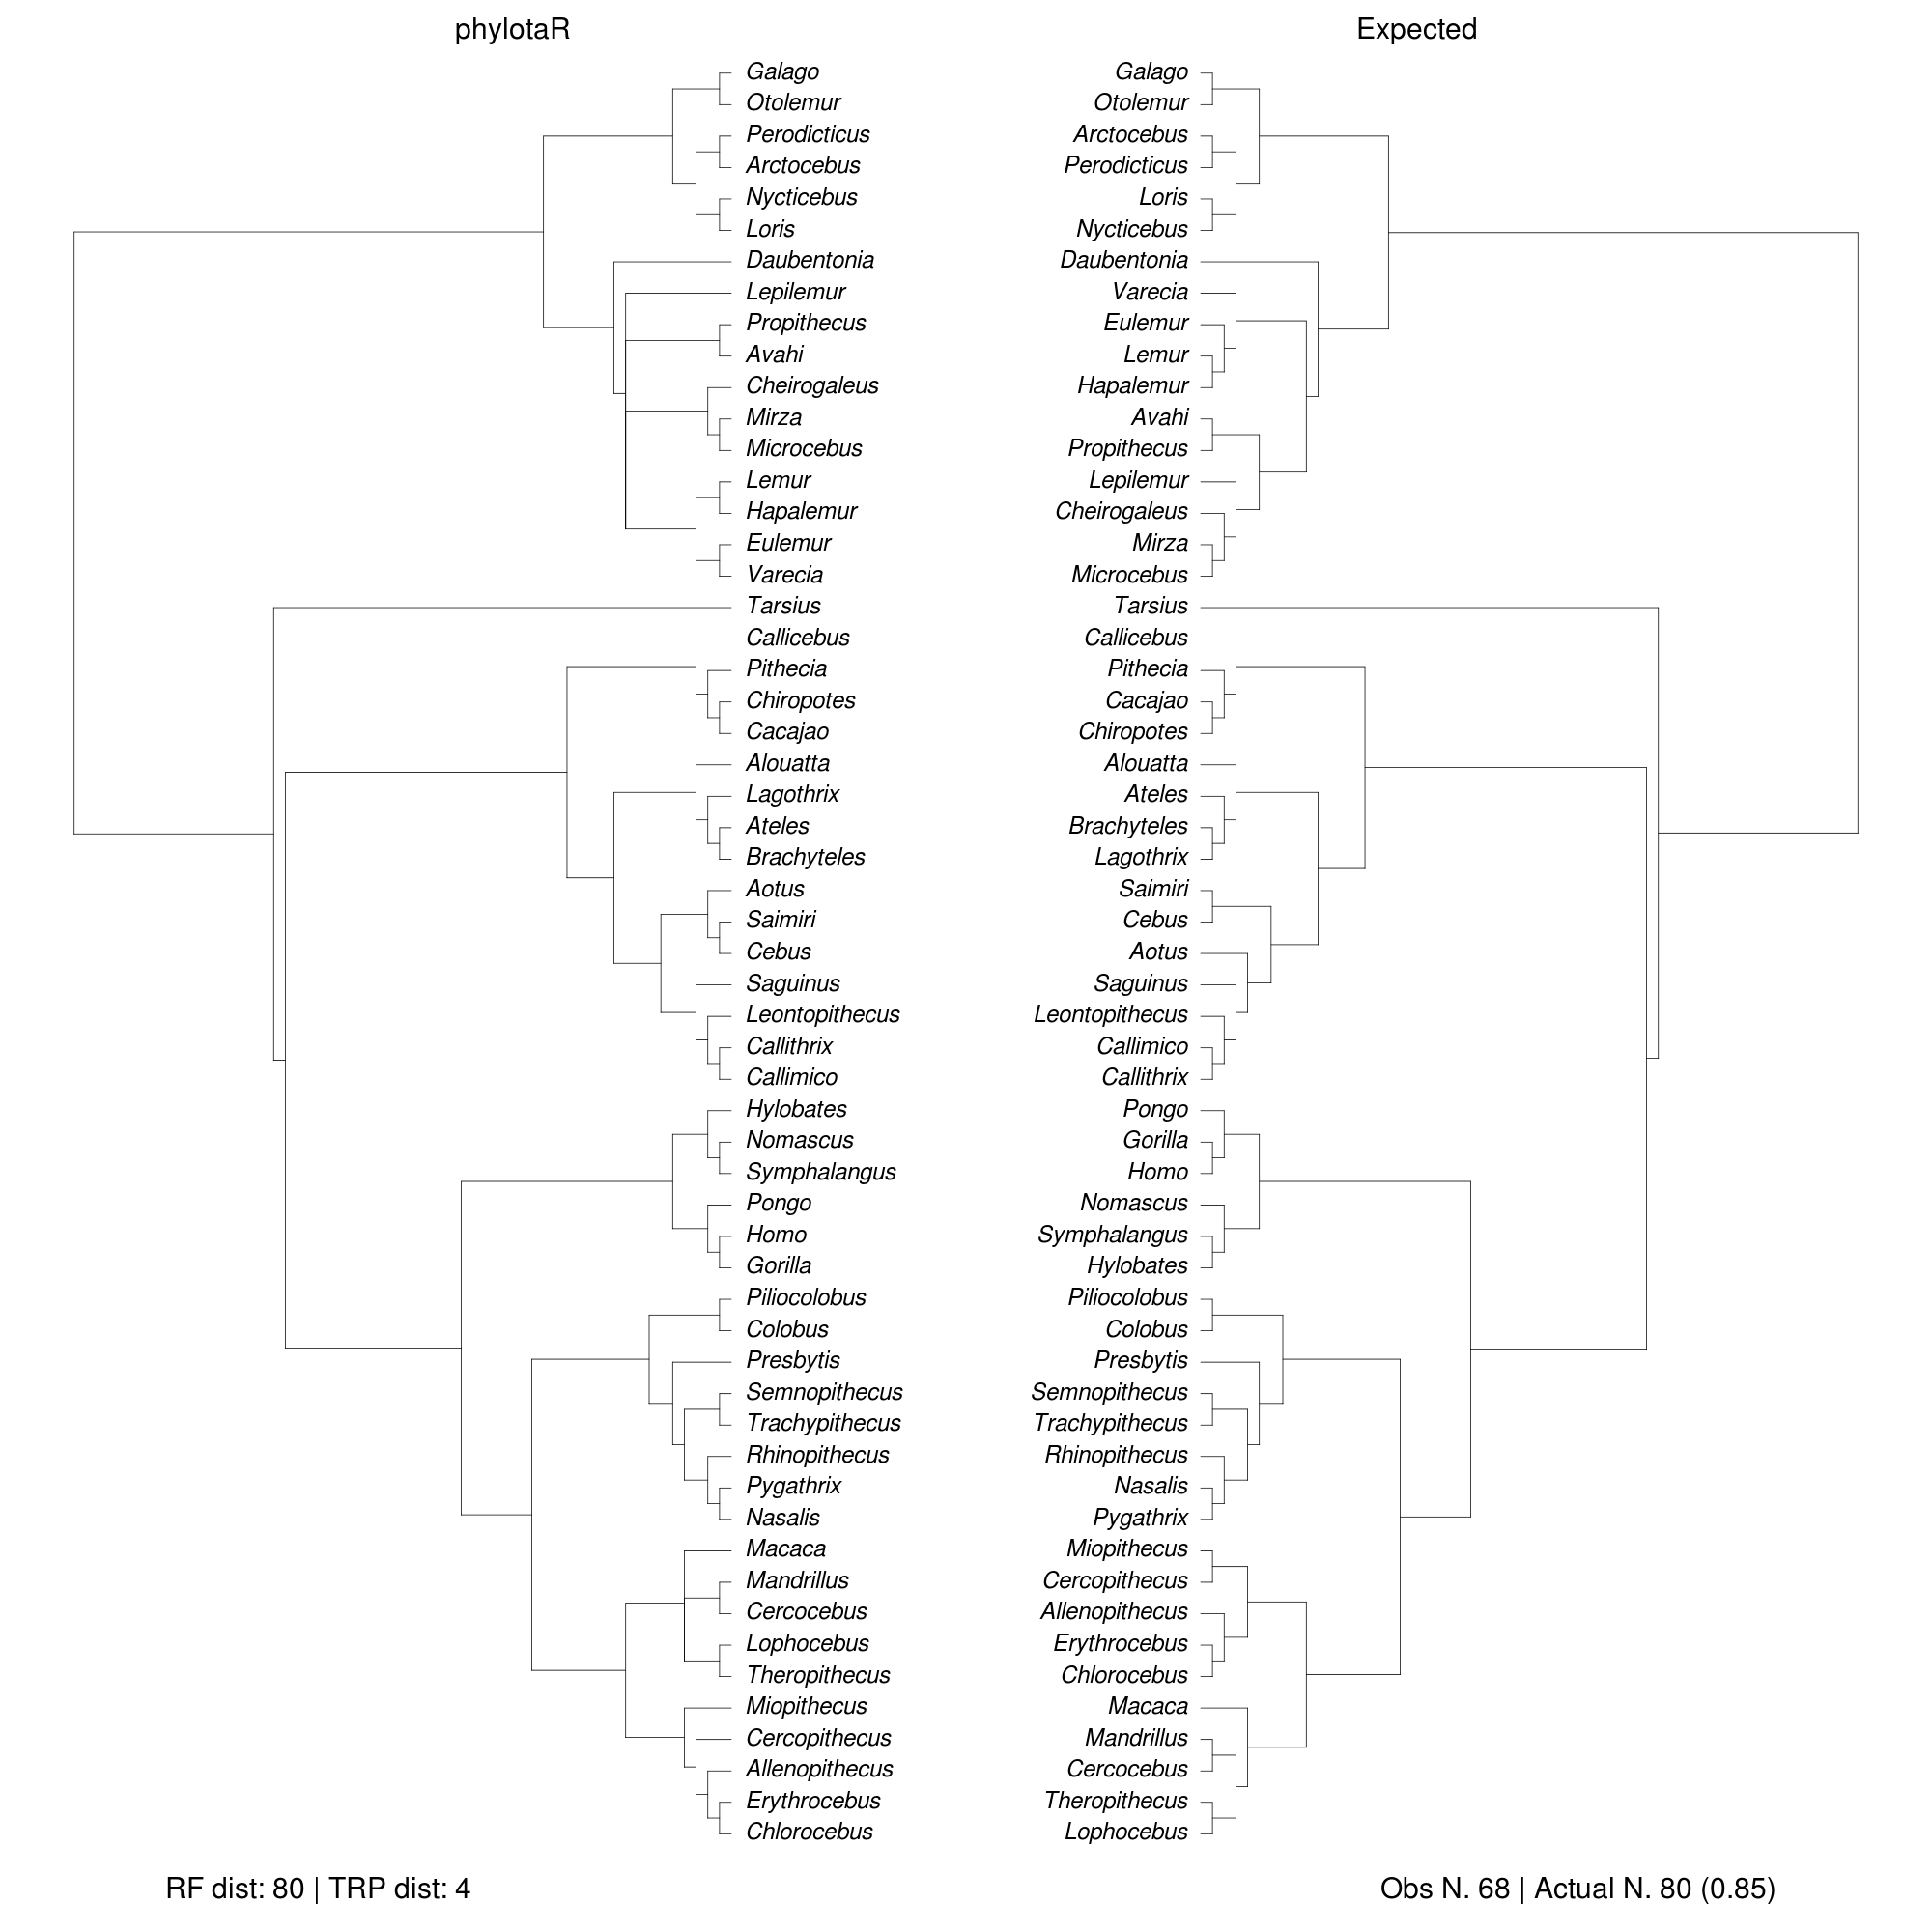 phylotaR Expected
Galago Galago
Otolemur Otolemur
Perodicticus Arctocebus
Arctocebus Perodicticus
Nycticebus Loris
Loris Nycticebus
Daubentonia Daubentonia
Lepilemur Varecia
Propithecus Eulemur
Avahi Lemur
Cheirogaleus Hapalemur
Mirza Avahi
Microcebus Propithecus
Lemur Lepilemur
Hapalemur Cheirogaleus
Eulemur Mirza
Varecia Microcebus
Tarsius Tarsius
Callicebus Callicebus
Pithecia Pithecia
Chiropotes Cacajao
Cacajao Chiropotes
Alouatta Alouatta
Lagothrix Ateles
Ateles Brachyteles
Brachyteles Lagothrix
Aotus Saimiri
Saimiri Cebus
Cebus Aotus
Saguinus Saguinus
Leontopithecus Leontopithecus
Callithrix Callimico
Callimico Callithrix
Hylobates Pongo
Nomascus Gorilla
Symphalangus Homo
Pongo Nomascus
Homo Symphalangus
Gorilla Hylobates
Piliocolobus Piliocolobus
Colobus Colobus
Presbytis Presbytis
Semnopithecus Semnopithecus
Trachypithecus Trachypithecus
Rhinopithecus Rhinopithecus
Pygathrix Nasalis
Nasalis Pygathrix
Macaca Miopithecus
Mandrillus Cercopithecus
Cercocebus Allenopithecus
Lophocebus Erythrocebus
Theropithecus Chlorocebus
Miopithecus Macaca
Cercopithecus Mandrillus
Allenopithecus Cercocebus
Erythrocebus Theropithecus
Chlorocebus Lophocebus
RF dist: 80 | TRP dist: 4 Obs N. 68 | Actual N. 80 (0.85)